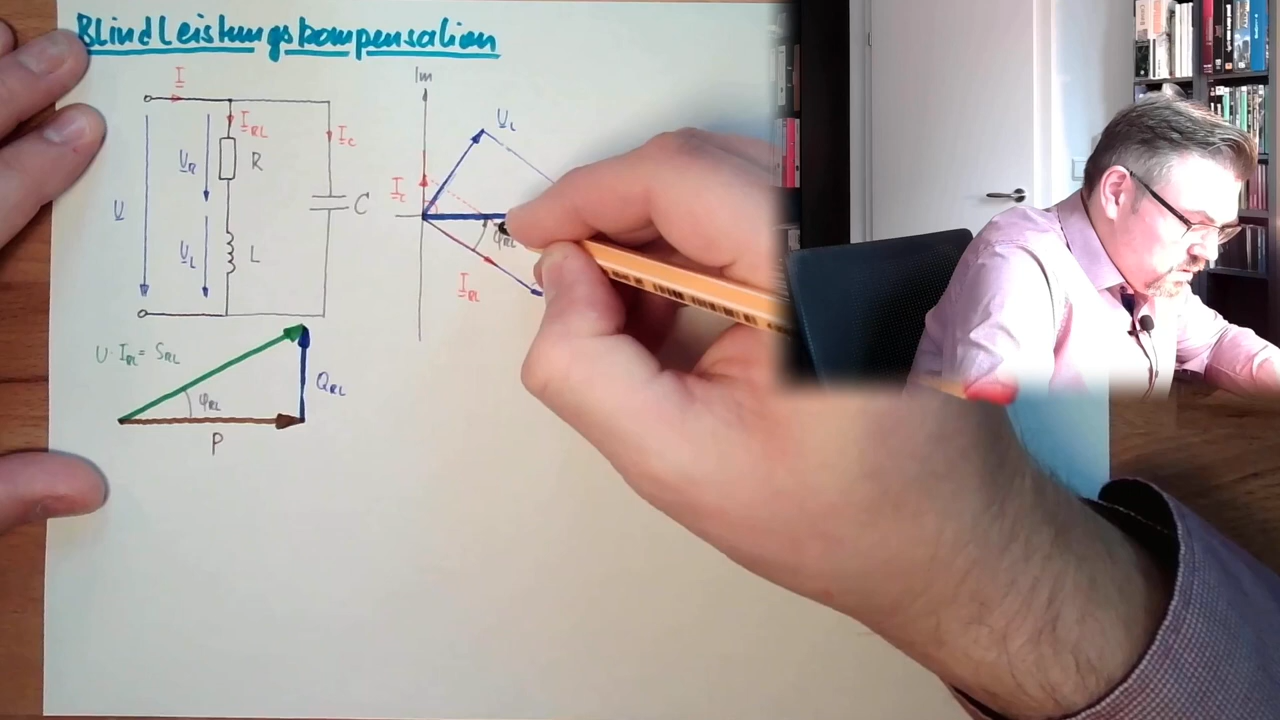 Blindleistungskompensation
I
I_RL
I_C
U_R
R
U
C
U_L
L
Im
U_L
I_C
φ_RL
I_RL
U·I_RL = S_RL
Q_RL
φ_RL
P